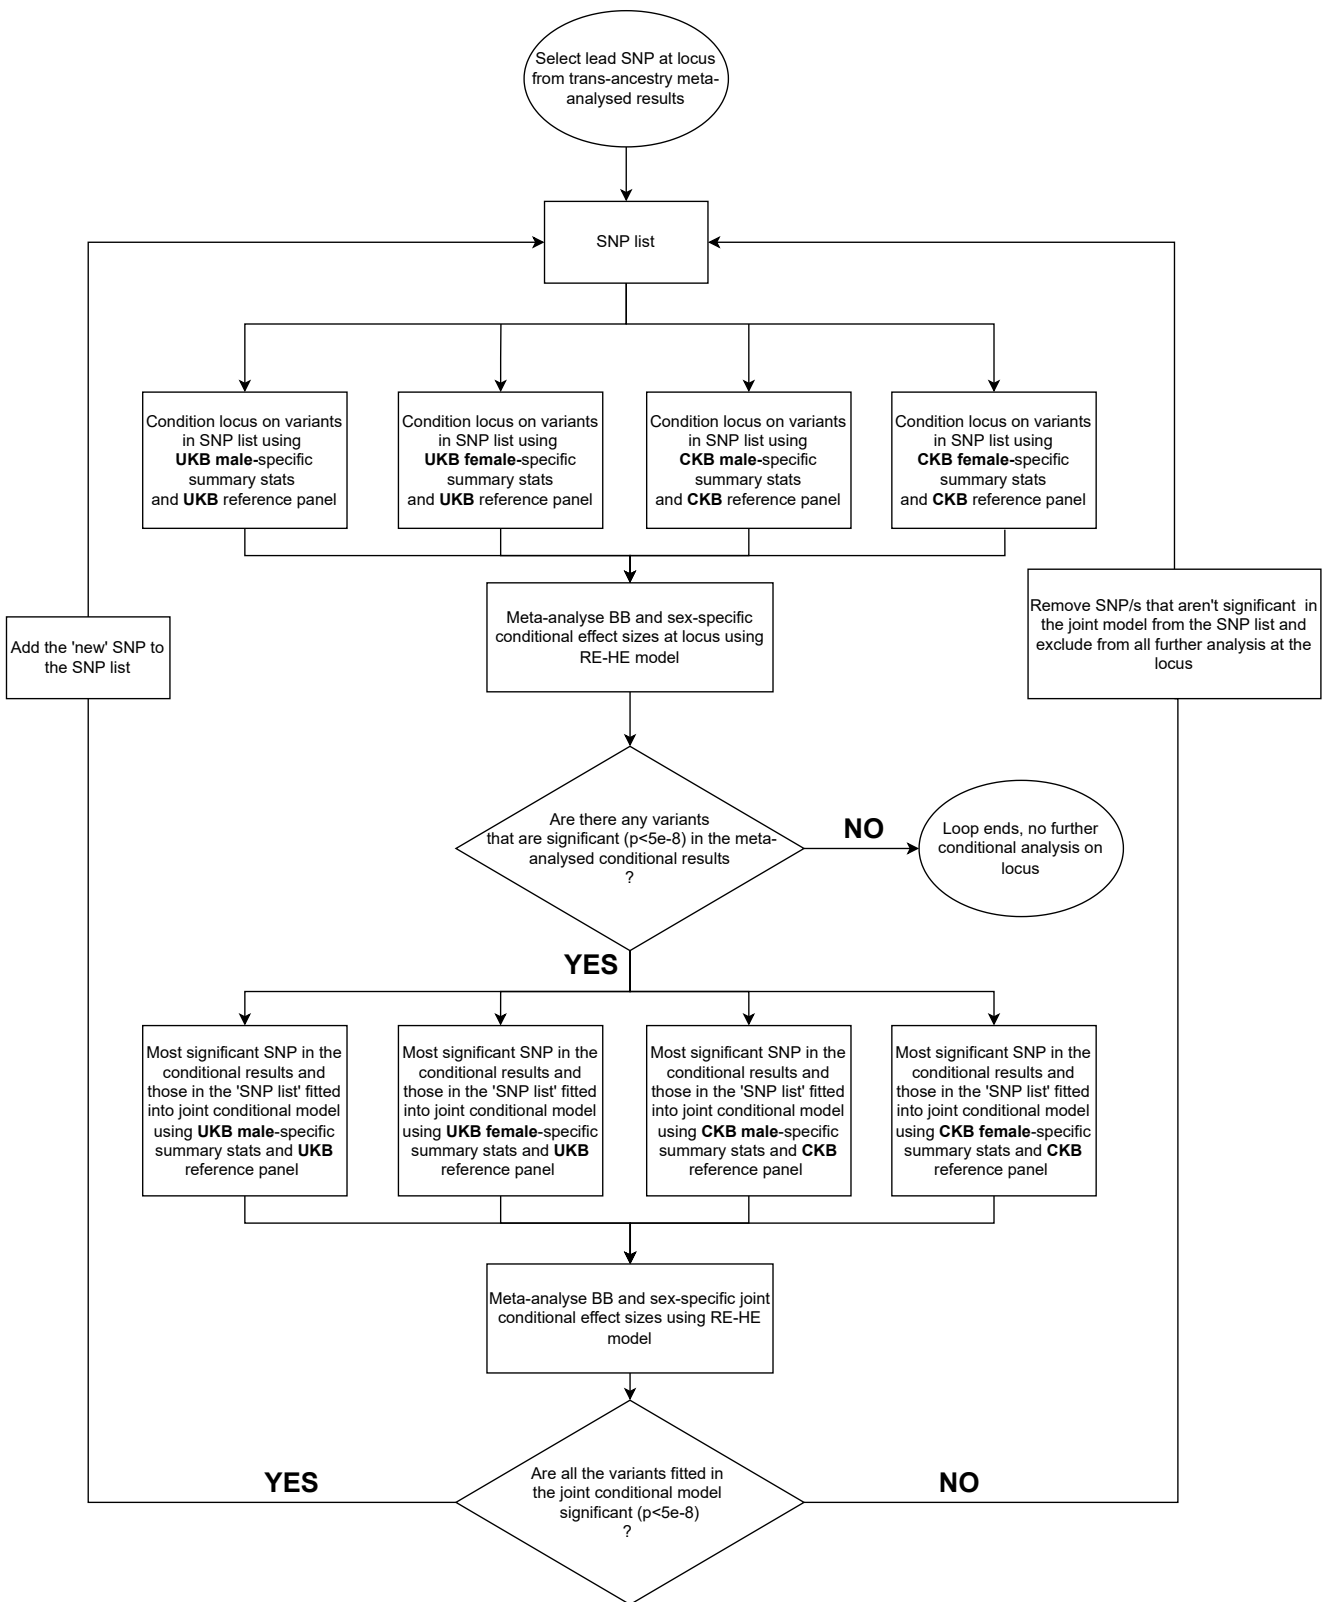 Select lead SNP at locus
from trans-ancestry meta-
analysed results
SNP list
Condition locus on variants
in SNP list using
UKB male-specific
summary stats
and UKB reference panel
Condition locus on variants
in SNP list using
UKB female-specific
summary stats
and UKB reference panel
Condition locus on variants
in SNP list using
CKB male-specific
summary stats
and CKB reference panel
Condition locus on variants
in SNP list using
CKB female-specific
summary stats
and CKB reference panel
Meta-analyse BB and sex-specific
conditional effect sizes at locus using
RE-HE model
Add the 'new' SNP to
the SNP list
Remove SNP/s that aren't significant in
the joint model from the SNP list and
exclude from all further analysis at the
locus
Are there any variants
that are significant (p<5e-8) in the meta-
analysed conditional results
?
NO
Loop ends, no further
conditional analysis on
locus
YES
Most significant SNP in the
conditional results and
those in the 'SNP list' fitted
into joint conditional model
using UKB male-specific
summary stats and UKB
reference panel
Most significant SNP in the
conditional results and
those in the 'SNP list' fitted
into joint conditional model
using UKB female-specific
summary stats and UKB
reference panel
Most significant SNP in the
conditional results and
those in the 'SNP list' fitted
into joint conditional model
using CKB male-specific
summary stats and CKB
reference panel
Most significant SNP in the
conditional results and
those in the 'SNP list' fitted
into joint conditional model
using CKB female-specific
summary stats and CKB
reference panel
Meta-analyse BB and sex-specific joint
conditional effect sizes using RE-HE
model
YES
Are all the variants fitted in
the joint conditional model
significant (p<5e-8)
?
NO